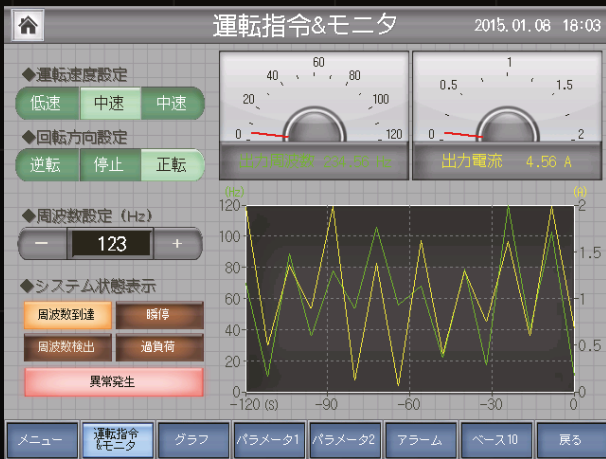 運転指令&モニタ
2015.01.08 18:03
◆運転速度設定
低速 中速 中速
◆回転方向設定
逆転 停止 正転
◆周波数設定 (Hz)
− 123 +
◆システム状態表示
周波数到達 瞬停
周波数検出 過負荷
異常発生
0 20 40 60 80 100 120
0 0.5 1 1.5 2
出力電流 4.56 A
(Hz) (A)
120 2
100
80 1.5
60 1
40
20 0.5
0 0
-120 (S) -90 -60 -30 0
メニュー
運転指令
&モニタ
グラフ
パラメータ1
パラメータ2
アラーム
ベース10
戻る